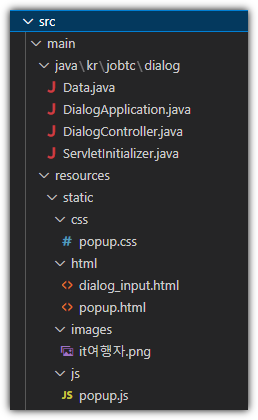 src
main
java\kr\jobtc\dialog
J Data.java
J DialogApplication.java
J DialogController.java
J ServletInitializer.java
resources
static
css
# popup.css
html
<> dialog_input.html
<> popup.html
images
it여행자.png
js
JS popup.js